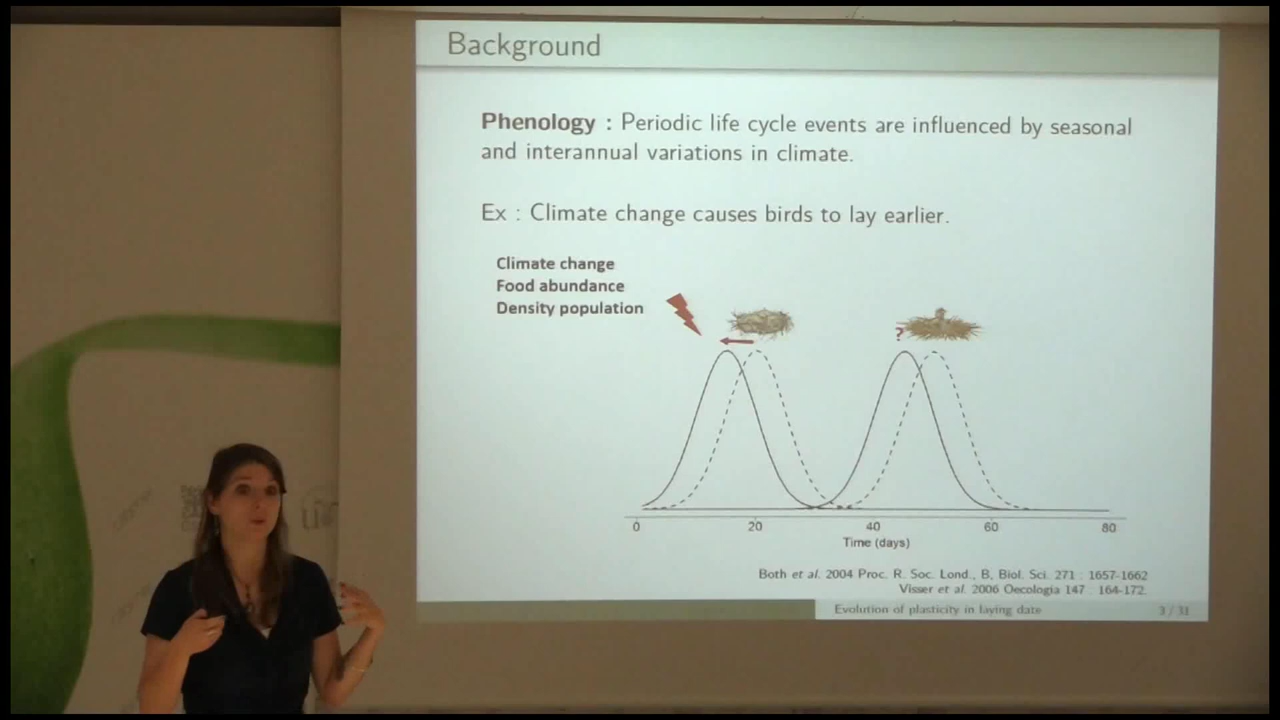 Background
Phenology : Periodic life cycle events are influenced by seasonal
and interannual variations in climate.
Ex : Climate change causes birds to lay earlier.
Climate change
Food abundance
Density population
?
0 20 40 60 80
Time (days)
Both et al. 2004 Proc. R. Soc. Lond., B, Biol. Sci. 271 : 1657-1662
Visser et al. 2006 Oecologia 147 : 164-172.
Evolution of plasticity in laying date 3 / 31